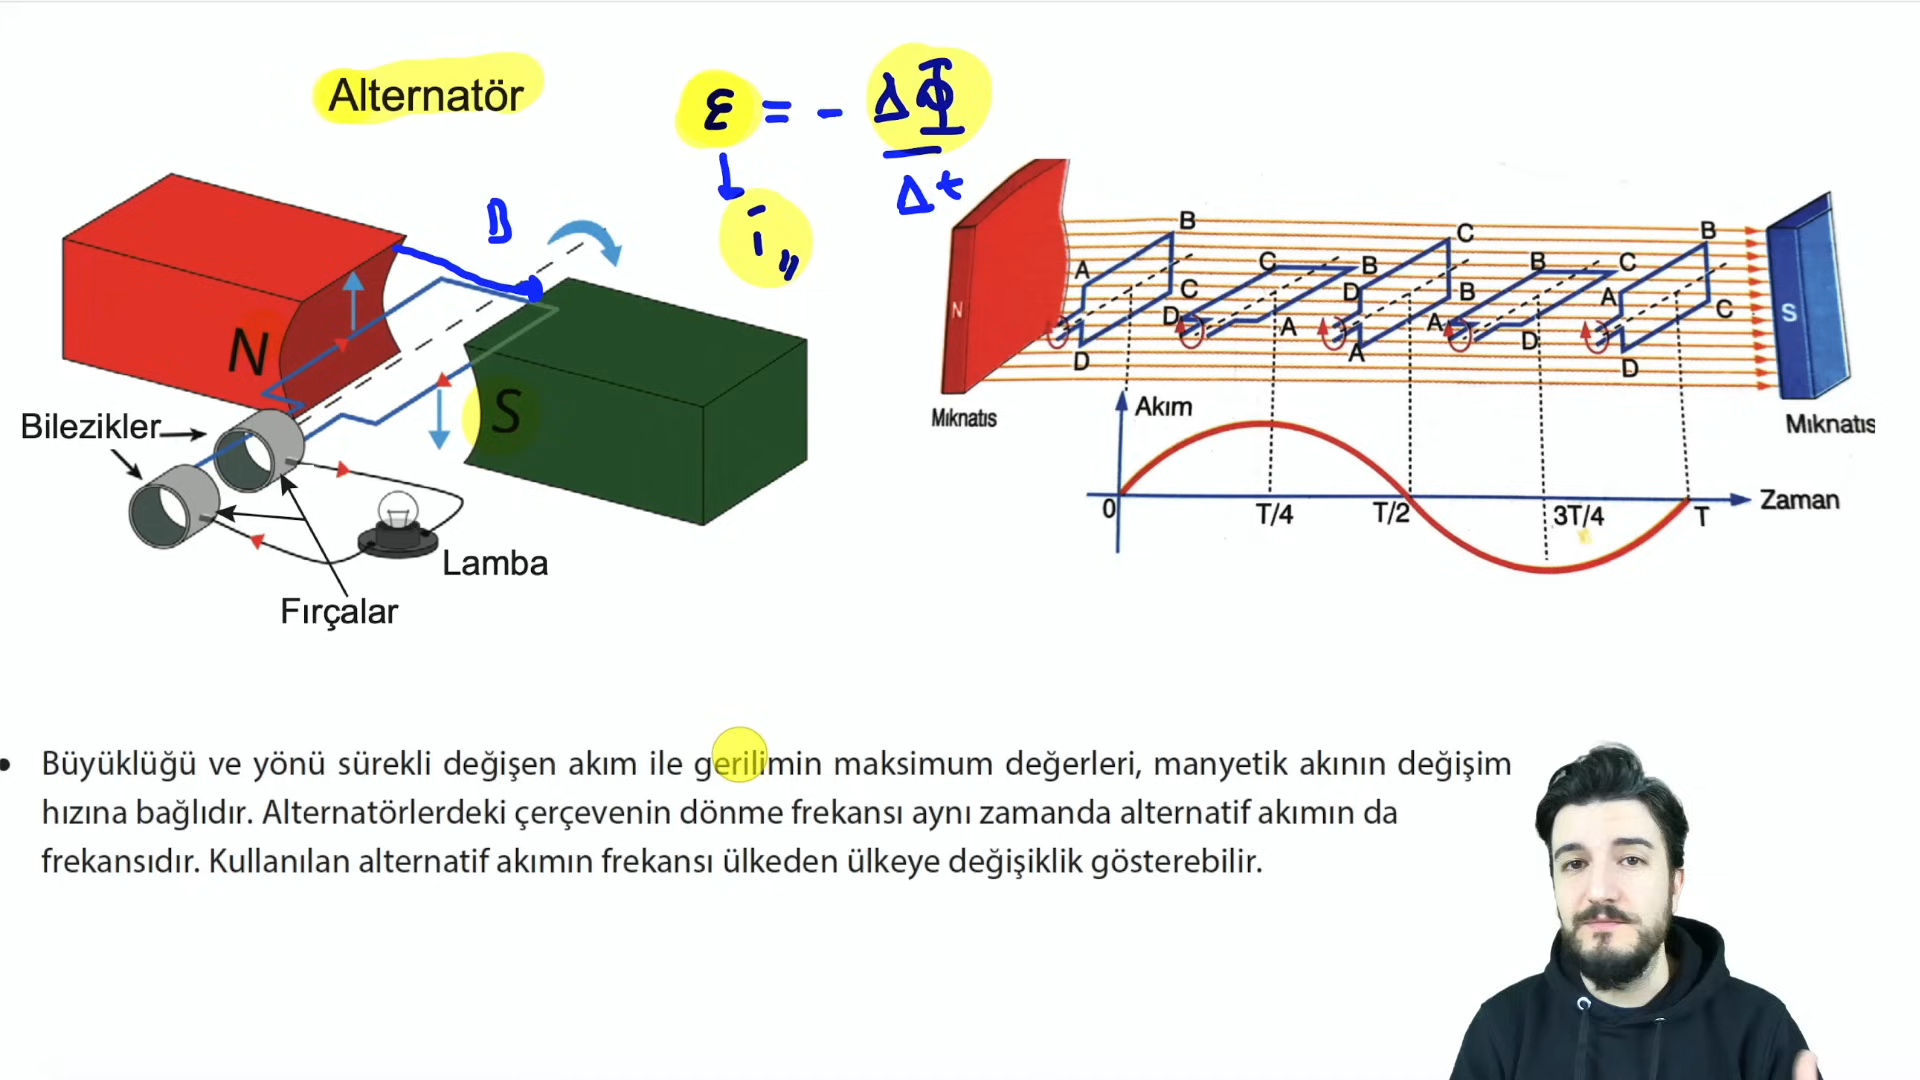 Alternatör
ε = - ΔΦ
Δt
i
B
N
S
Bilezikler
Lamba
Fırçalar
N
A
B
C
D
C
B
D
A
C
D
B
A
B
C
A
D
B
A
C
D
S
Mıknatıs
Mıknatıs
Akım
0
T/4
T/2
3T/4
T
Zaman
• Büyüklüğü ve yönü sürekli değişen akım ile gerilimin maksimum değerleri, manyetik akının değişim
hızına bağlıdır. Alternatörlerdeki çerçevenin dönme frekansı aynı zamanda alternatif akımın da
frekansıdır. Kullanılan alternatif akımın frekansı ülkeden ülkeye değişiklik gösterebilir.